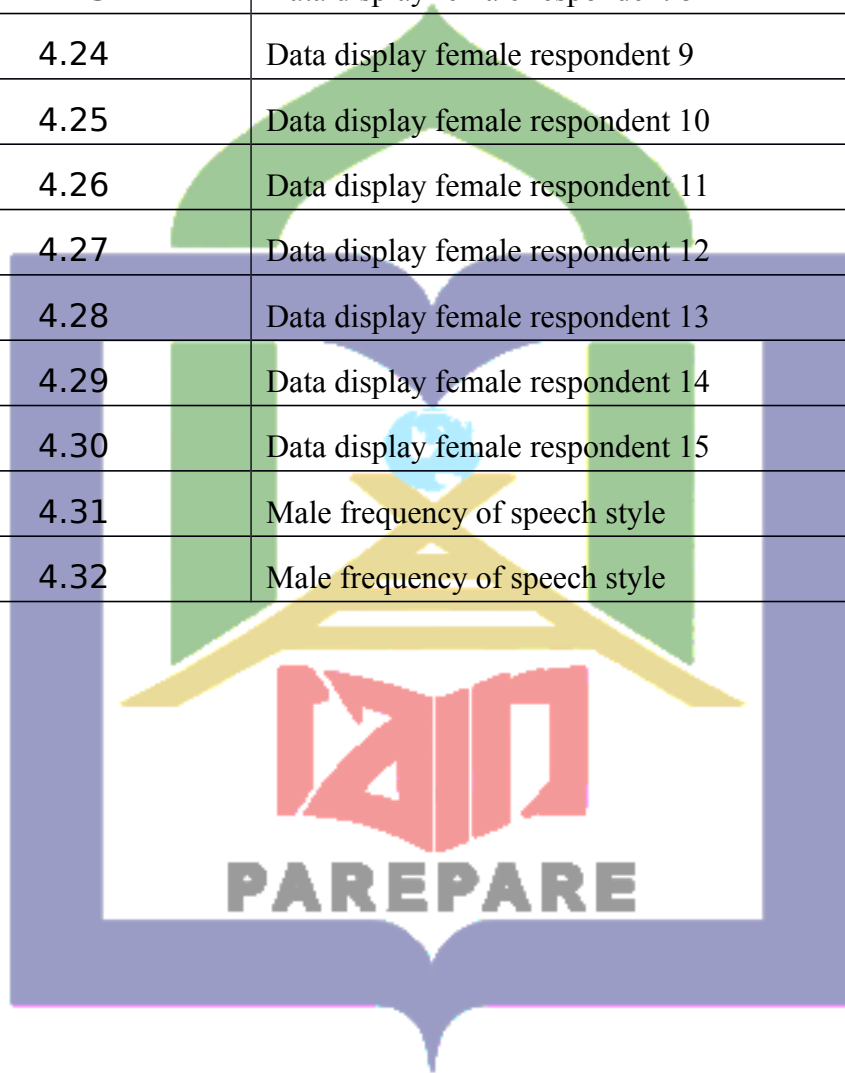 4.24 Data display female respondent 9
4.25 Data display female respondent 10
4.26 Data display female respondent 11
4.27 Data display female respondent 12
4.28 Data display female respondent 13
4.29 Data display female respondent 14
4.30 Data display female respondent 15
4.31 Male frequency of speech style
4.32 Male frequency of speech style
iain
PAREPARE